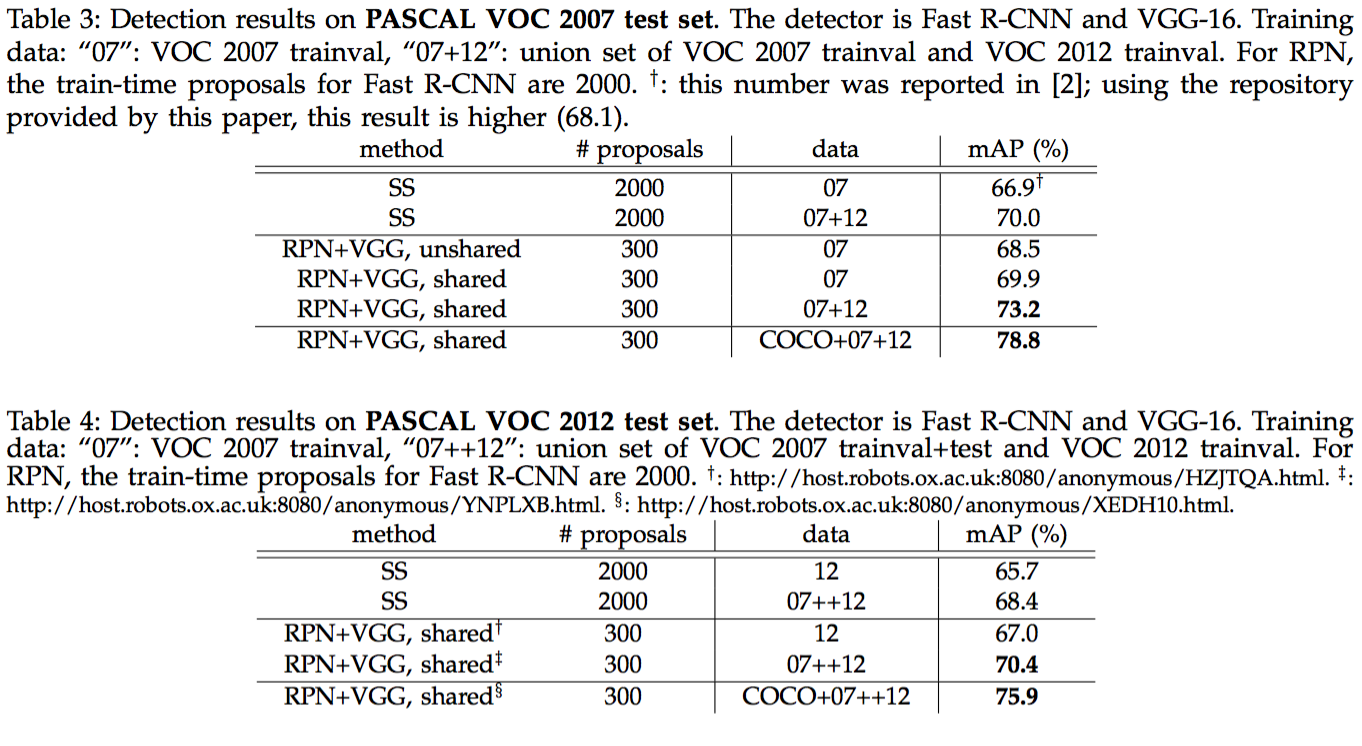 Table 3: Detection results on PASCAL VOC 2007 test set. The detector is Fast R-CNN and VGG-16. Training
data: “07”: VOC 2007 trainval, “07+12”: union set of VOC 2007 trainval and VOC 2012 trainval. For RPN,
the train-time proposals for Fast R-CNN are 2000. †: this number was reported in [2]; using the repository
provided by this paper, this result is higher (68.1).
method # proposals data mAP (%)
SS 2000 07 66.9†
SS 2000 07+12 70.0
RPN+VGG, unshared 300 07 68.5
RPN+VGG, shared 300 07 69.9
RPN+VGG, shared 300 07+12 73.2
RPN+VGG, shared 300 COCO+07+12 78.8
Table 4: Detection results on PASCAL VOC 2012 test set. The detector is Fast R-CNN and VGG-16. Training
data: “07”: VOC 2007 trainval, “07++12”: union set of VOC 2007 trainval+test and VOC 2012 trainval. For
RPN, the train-time proposals for Fast R-CNN are 2000. †: http://host.robots.ox.ac.uk:8080/anonymous/HZJTQA.html. ‡:
http://host.robots.ox.ac.uk:8080/anonymous/YNPLXB.html. §: http://host.robots.ox.ac.uk:8080/anonymous/XEDH10.html.
method # proposals data mAP (%)
SS 2000 12 65.7
SS 2000 07++12 68.4
RPN+VGG, shared† 300 12 67.0
RPN+VGG, shared‡ 300 07++12 70.4
RPN+VGG, shared§ 300 COCO+07++12 75.9